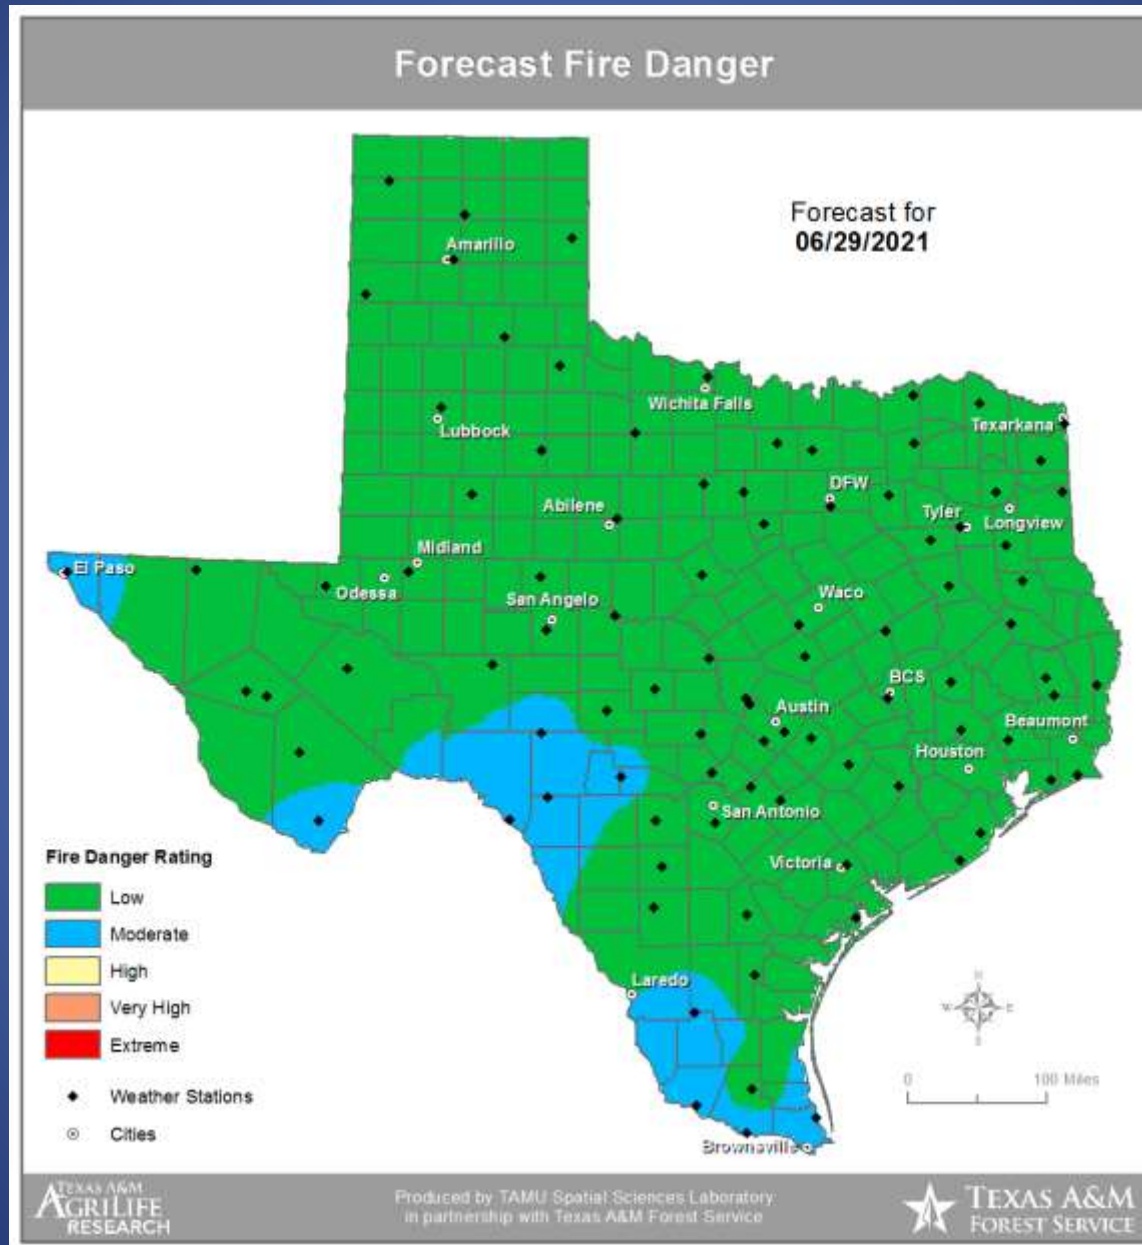 Forecast Fire Danger
Forecast for
06/29/2021
Amarillo
Wichita Falls
Lubbock
Texarkana
DFW
Abilene
Tyler
Longview
Midland
El Paso
Odessa
San Angelo
Waco
BCS
Austin
Beaumont
Houston
San Antonio
Victoria
Laredo
Brownsville
Fire Danger Rating
Low
Moderate
High
Very High
Extreme
Weather Stations
Cities
N
W E
S
0 100 Miles
TEXAS A&M
AGRILIFE
RESEARCH
Produced by TAMU Spatial Sciences Laboratory
in partnership with Texas A&M Forest Service
TEXAS A&M
FOREST SERVICE